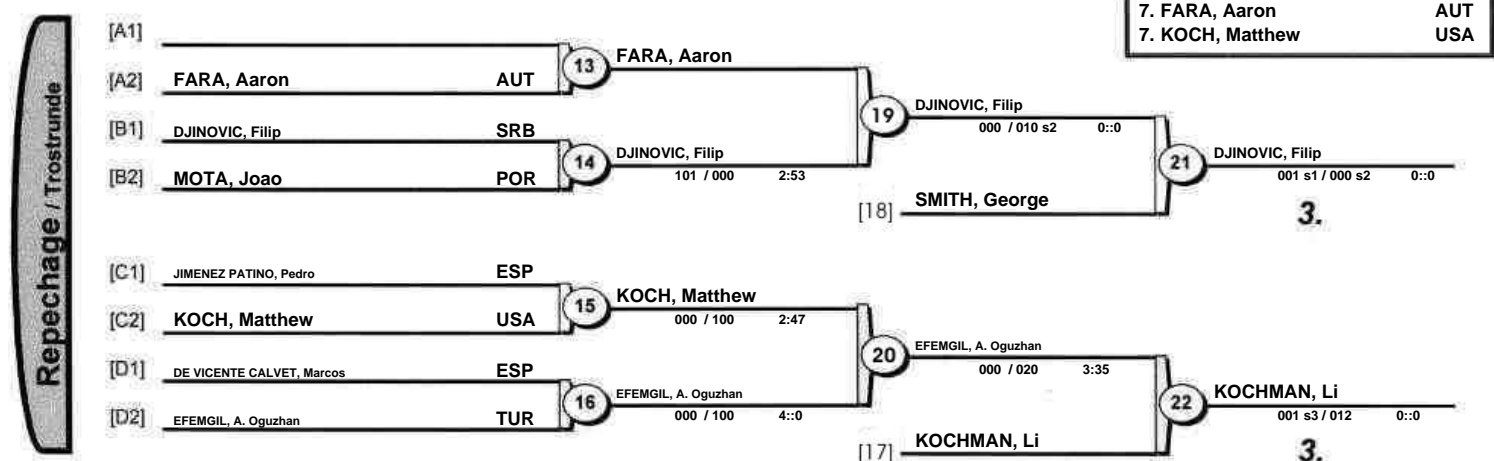 7. FARA, Aaron AUT
7. KOCH, Matthew USA
Repechage / Trostrunde
[A1]
[A2] FARA, Aaron AUT
13 FARA, Aaron
[B1] DJINOVIC, Filip SRB
[B2] MOTA, Joao POR
14 DJINOVIC, Filip
101 / 000 2:53
19 DJINOVIC, Filip
000 / 010 s2 0::0
[18] SMITH, George
21 DJINOVIC, Filip
001 s1 / 000 s2 0::0
3.
[C1] JIMENEZ PATINO, Pedro ESP
[C2] KOCH, Matthew USA
15 KOCH, Matthew
000 / 100 2:47
[D1] DE VICENTE CALVET, Marcos ESP
[D2] EFEMGIL, A. Oguzhan TUR
16 EFEMGIL, A. Oguzhan
000 / 100 4::0
20 EFEMGIL, A. Oguzhan
000 / 020 3:35
[17] KOCHMAN, Li
22 KOCHMAN, Li
001 s3 / 012 0::0
3.